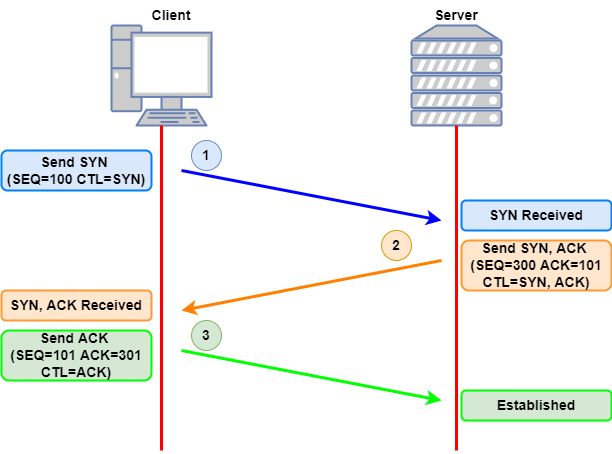 Client
Server
1
Send SYN
(SEQ=100 CTL=SYN)
SYN Received
2
Send SYN, ACK
(SEQ=300 ACK=101
CTL=SYN, ACK)
SYN, ACK Received
3
Send ACK
(SEQ=101 ACK=301
CTL=ACK)
Established